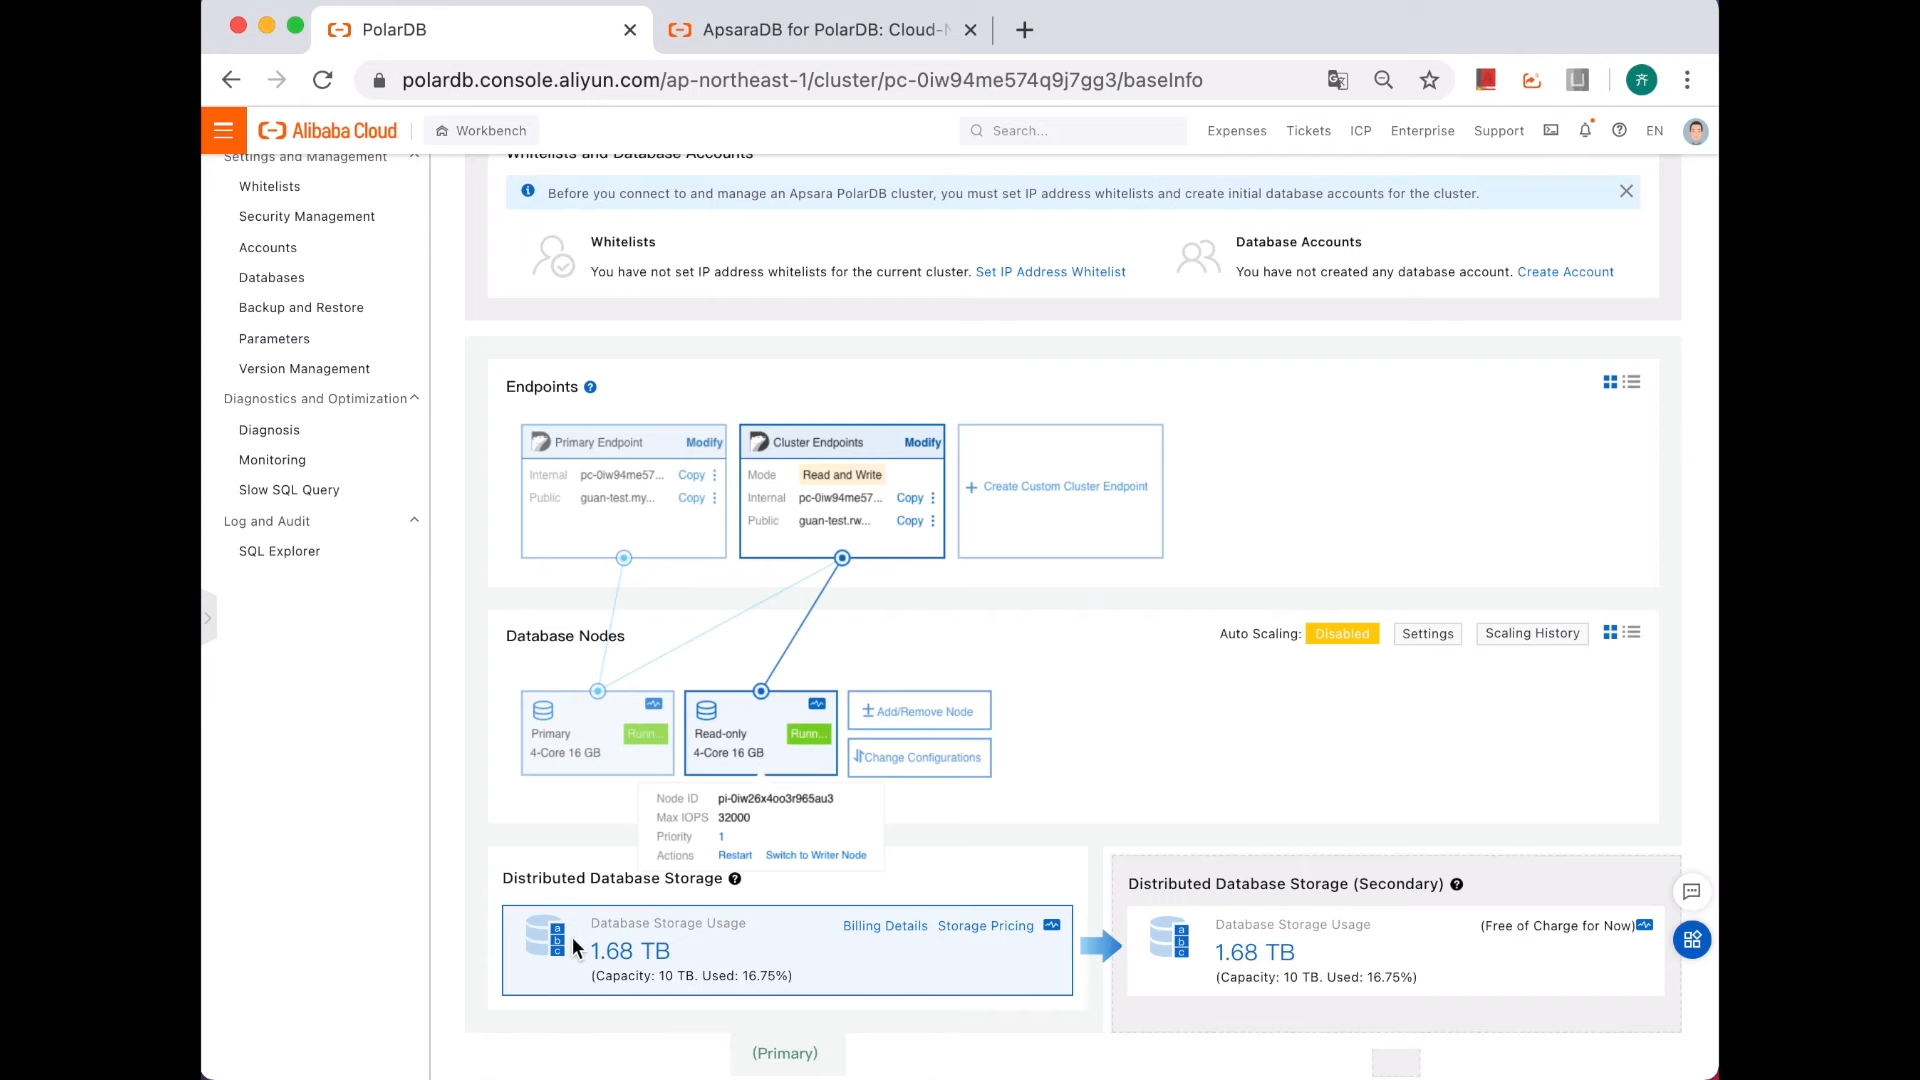 PolarDB
ApsaraDB for PolarDB: Cloud-N
polardb.console.aliyun.com/ap-northeast-1/cluster/pc-0iw94me574q9j7gg3/baseInfo
齐
Alibaba Cloud
Workbench
Search...
Expenses
Tickets
ICP
Enterprise
Support
EN
Settings and Management
Whitelists
Security Management
Accounts
Databases
Backup and Restore
Parameters
Version Management
Diagnostics and Optimization
Diagnosis
Monitoring
Slow SQL Query
Log and Audit
SQL Explorer
Whitelists and Database Accounts
Before you connect to and manage an Apsara PolarDB cluster, you must set IP address whitelists and create initial database accounts for the cluster.
Whitelists
You have not set IP address whitelists for the current cluster. Set IP Address Whitelist
Database Accounts
You have not created any database account. Create Account
Endpoints
Primary Endpoint Modify
Internal pc-0iw94me57... Copy
Public guan-test.my... Copy
Cluster Endpoints Modify
Mode Read and Write
Internal pc-0iw94me57... Copy
Public guan-test.rw... Copy
+ Create Custom Cluster Endpoint
Database Nodes
Auto Scaling: Disabled
Settings
Scaling History
Primary Runn...
4-Core 16 GB
Read-only Runn...
4-Core 16 GB
Add/Remove Node
Change Configurations
Node ID pi-0iw26x4oo3r965au3
Max IOPS 32000
Priority 1
Actions Restart Switch to Writer Node
Distributed Database Storage
a
b
c
Database Storage Usage
Billing Details Storage Pricing
1.68 TB
(Capacity: 10 TB. Used: 16.75%)
Distributed Database Storage (Secondary)
a
b
c
Database Storage Usage
(Free of Charge for Now)
1.68 TB
(Capacity: 10 TB. Used: 16.75%)
(Primary)